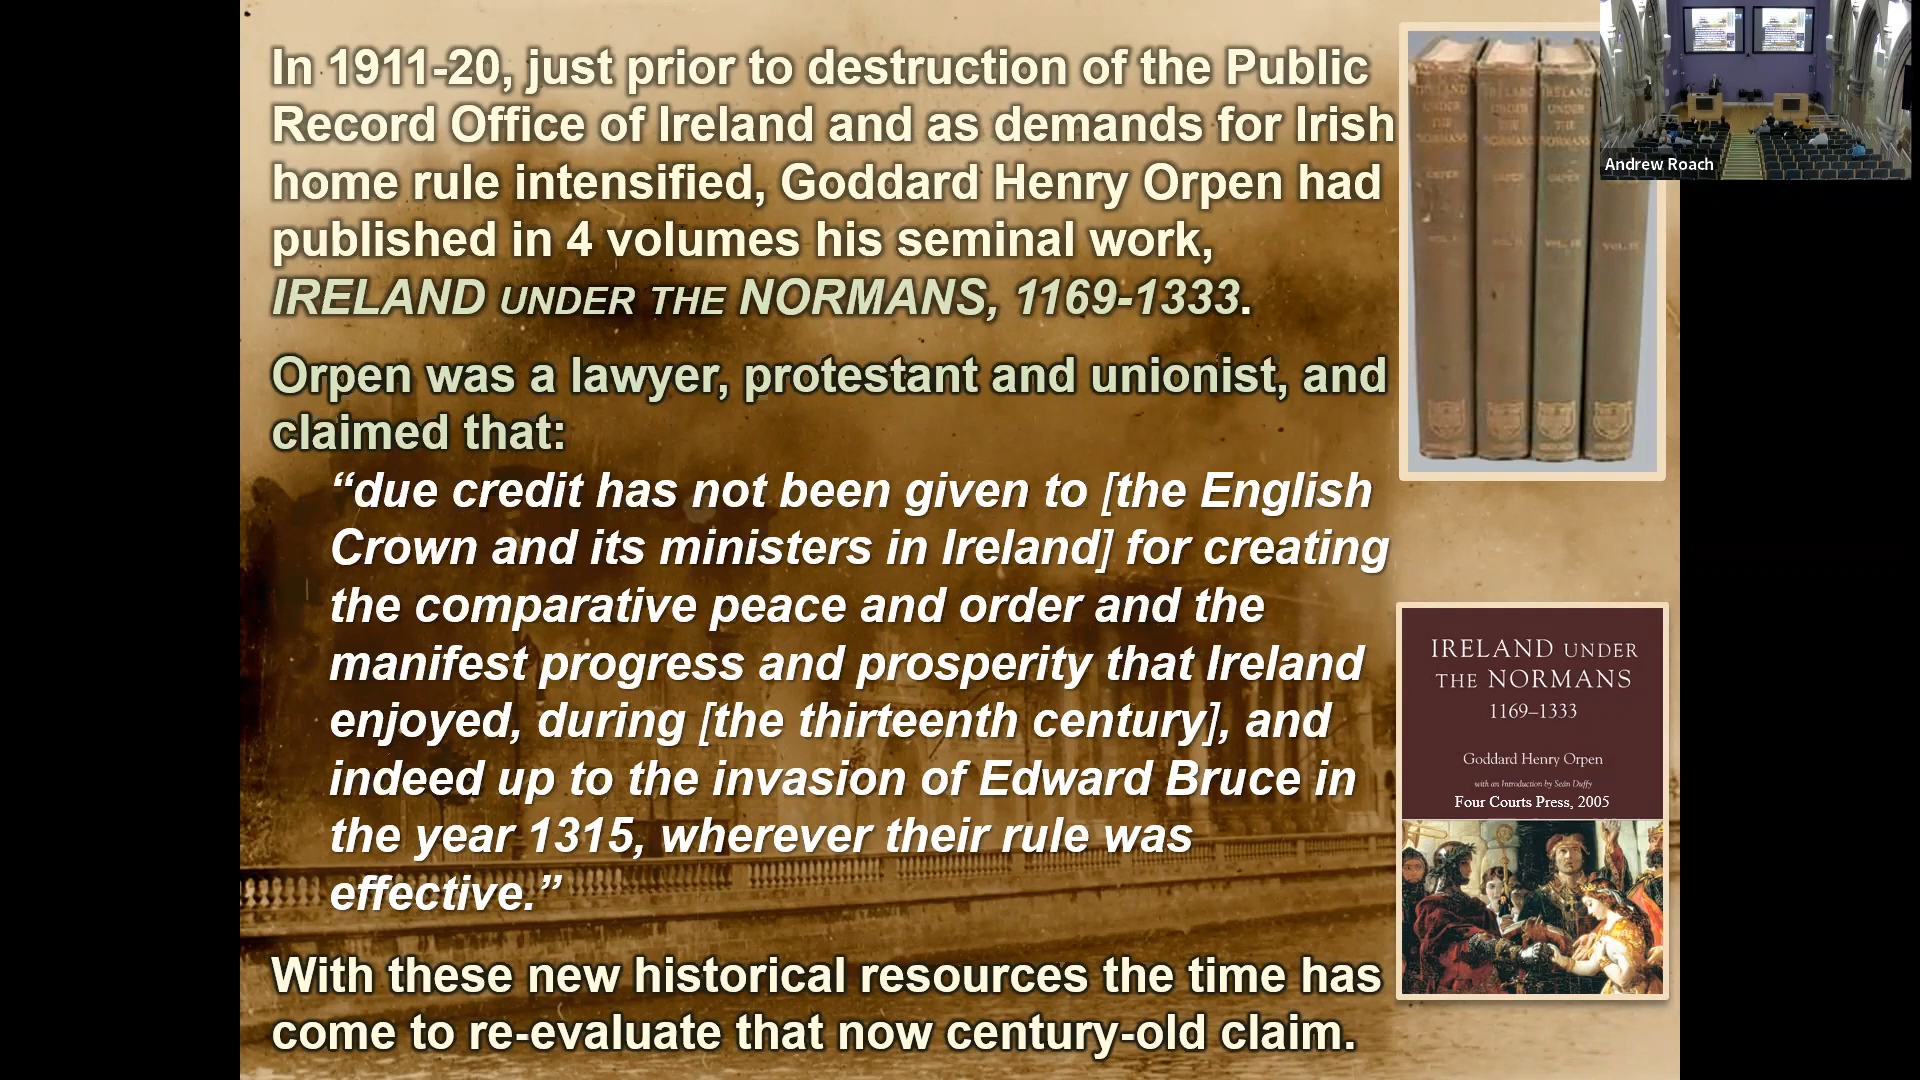 In 1911-20, just prior to destruction of the Public
Record Office of Ireland and as demands for Irish
home rule intensified, Goddard Henry Orpen had
published in 4 volumes his seminal work,
IRELAND UNDER THE NORMANS, 1169-1333.
Orpen was a lawyer, protestant and unionist, and
claimed that:
“due credit has not been given to [the English
Crown and its ministers in Ireland] for creating
the comparative peace and order and the
manifest progress and prosperity that Ireland
enjoyed, during [the thirteenth century], and
indeed up to the invasion of Edward Bruce in
the year 1315, wherever their rule was
effective.”
With these new historical resources the time has
come to re-evaluate that now century-old claim.
Andrew Roach
IRELAND UNDER
THE NORMANS
1169–1333
Goddard Henry Orpen
with an Introduction by Seán Duffy
Four Courts Press, 2005